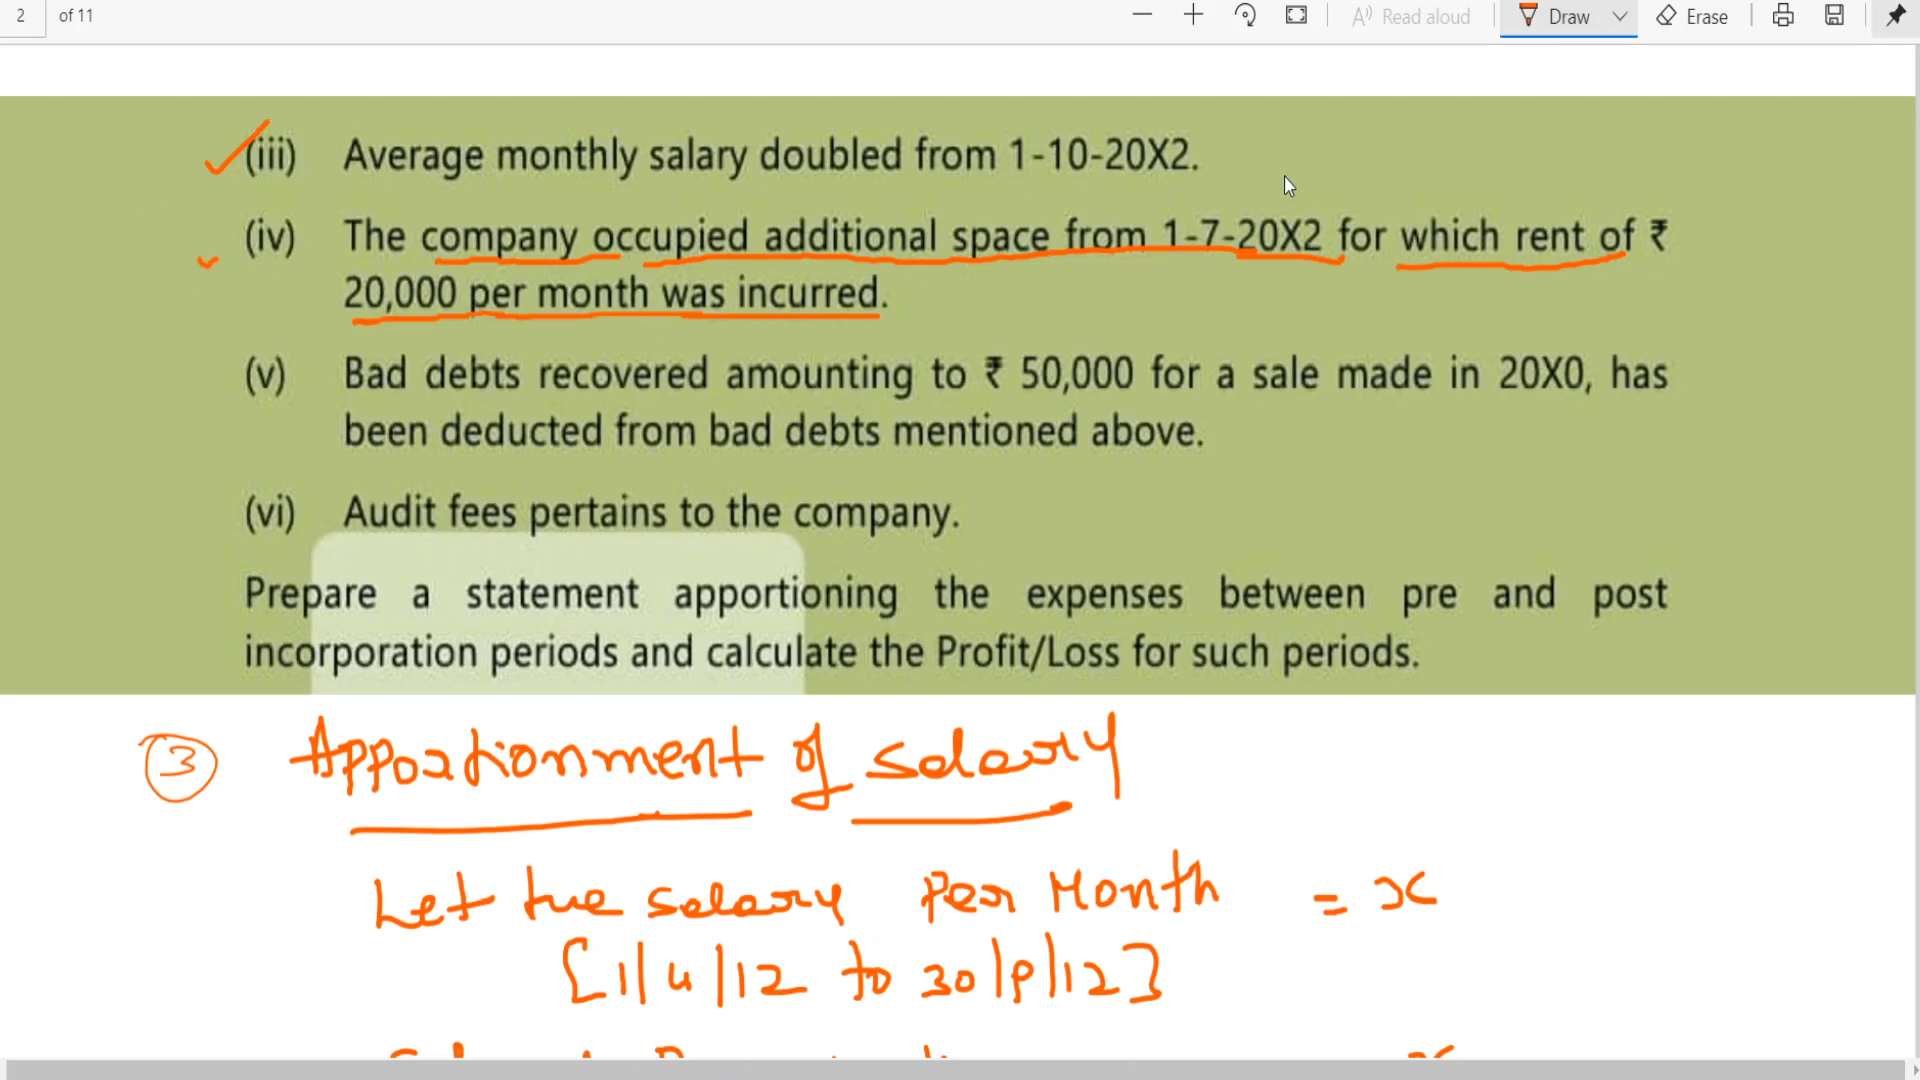 2 of 11 Read aloud Draw Erase
(iii) Average monthly salary doubled from 1-10-20X2.
(iv) The company occupied additional space from 1-7-20X2 for which rent of ₹
20,000 per month was incurred.
(v) Bad debts recovered amounting to ₹ 50,000 for a sale made in 20X0, has
been deducted from bad debts mentioned above.
(vi) Audit fees pertains to the company.
Prepare a statement apportioning the expenses between pre and post
incorporation periods and calculate the Profit/Loss for such periods.
3 Apportionment of salary
Let the salary Per Month = x
[1/4/12 to 30/9/12]